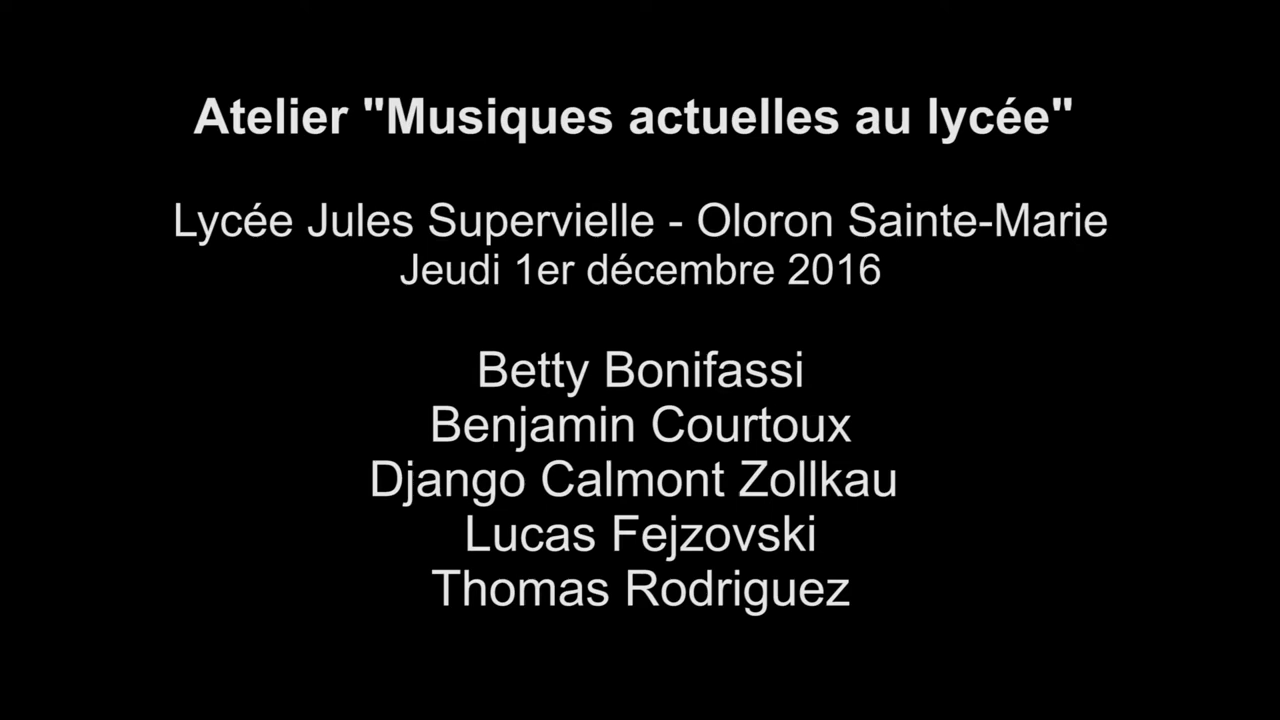 Atelier "Musiques actuelles au lycée"
Lycée Jules Supervielle - Oloron Sainte-Marie
Jeudi 1er décembre 2016
Betty Bonifassi
Benjamin Courtoux
Django Calmont Zollkau
Lucas Fejzovski
Thomas Rodriguez